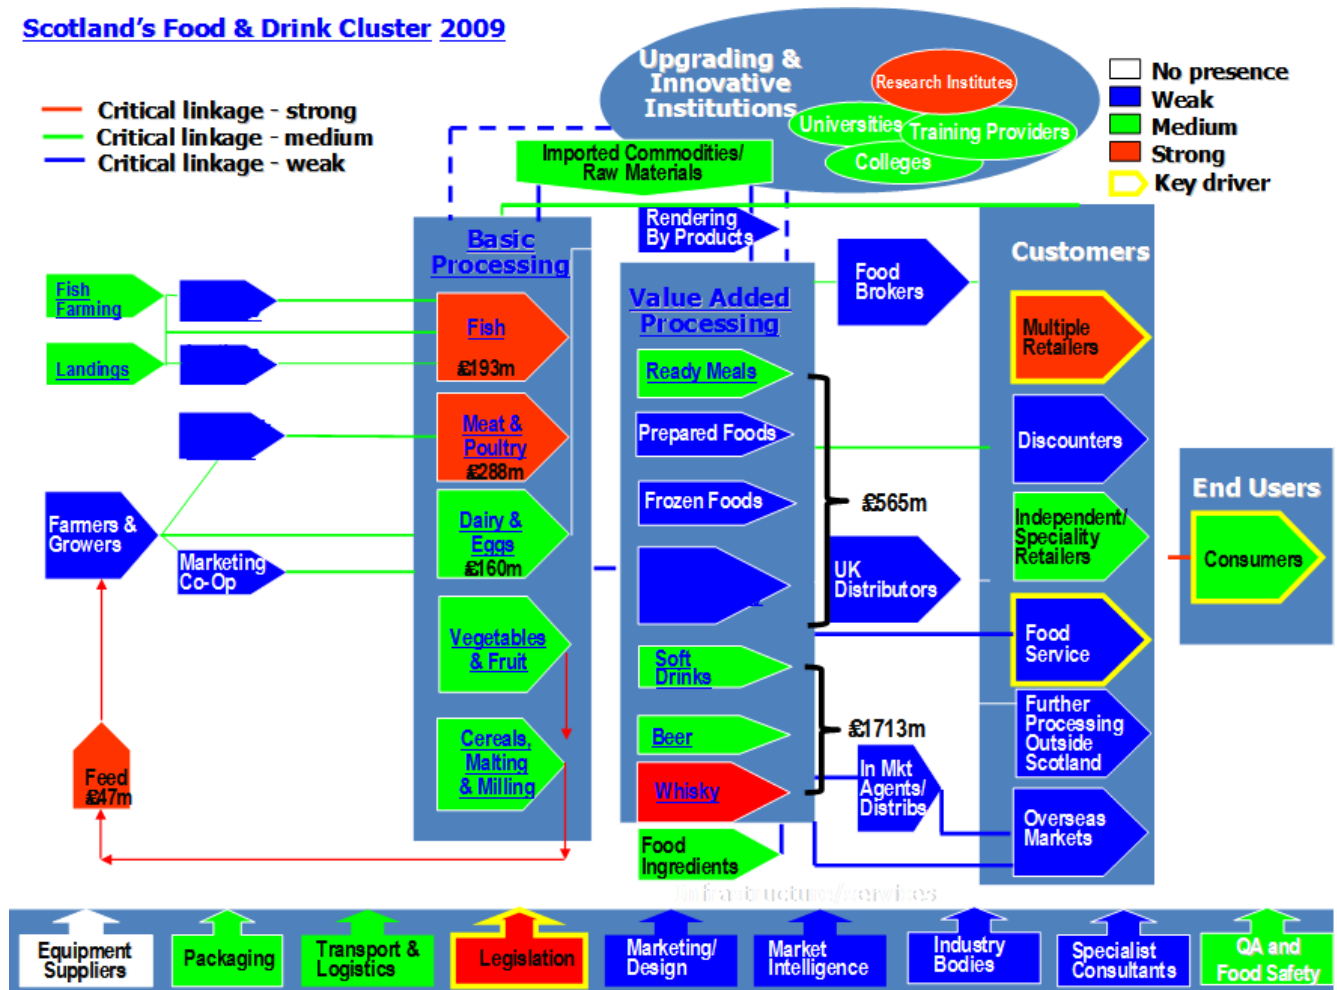 Scotland's Food & Drink Cluster 2009
Critical linkage - strong
Critical linkage - medium
Critical linkage - weak
Upgrading &
Innovative
Institutions
Research Institutes
Universities
Training Providers
Colleges
No presence
Weak
Medium
Strong
Key driver
Imported Commodities/
Raw Materials
Rendering
By Products
Basic
Processing
Fish
£193m
Meat &
Poultry
£288m
Dairy &
Eggs
£160m
Vegetables
& Fruit
Cereals,
Malting
& Milling
Fish
Farming
Landings
Farmers &
Growers
Marketing
Co-Op
Feed
£47m
Value Added
Processing
Ready Meals
Prepared Foods
Frozen Foods
Soft
Drinks
Beer
Whisky
Food
Ingredients
£565m
£1713m
Food
Brokers
UK
Distributors
In Mkt
Agents/
Distribs
Customers
Multiple
Retailers
Discounters
Independent/
Speciality
Retailers
Food
Service
Further
Processing
Outside
Scotland
Overseas
Markets
End Users
Consumers
Infrastructure/services
Equipment
Suppliers
Packaging
Transport &
Logistics
Legislation
Marketing/
Design
Market
Intelligence
Industry
Bodies
Specialist
Consultants
QA and
Food Safety